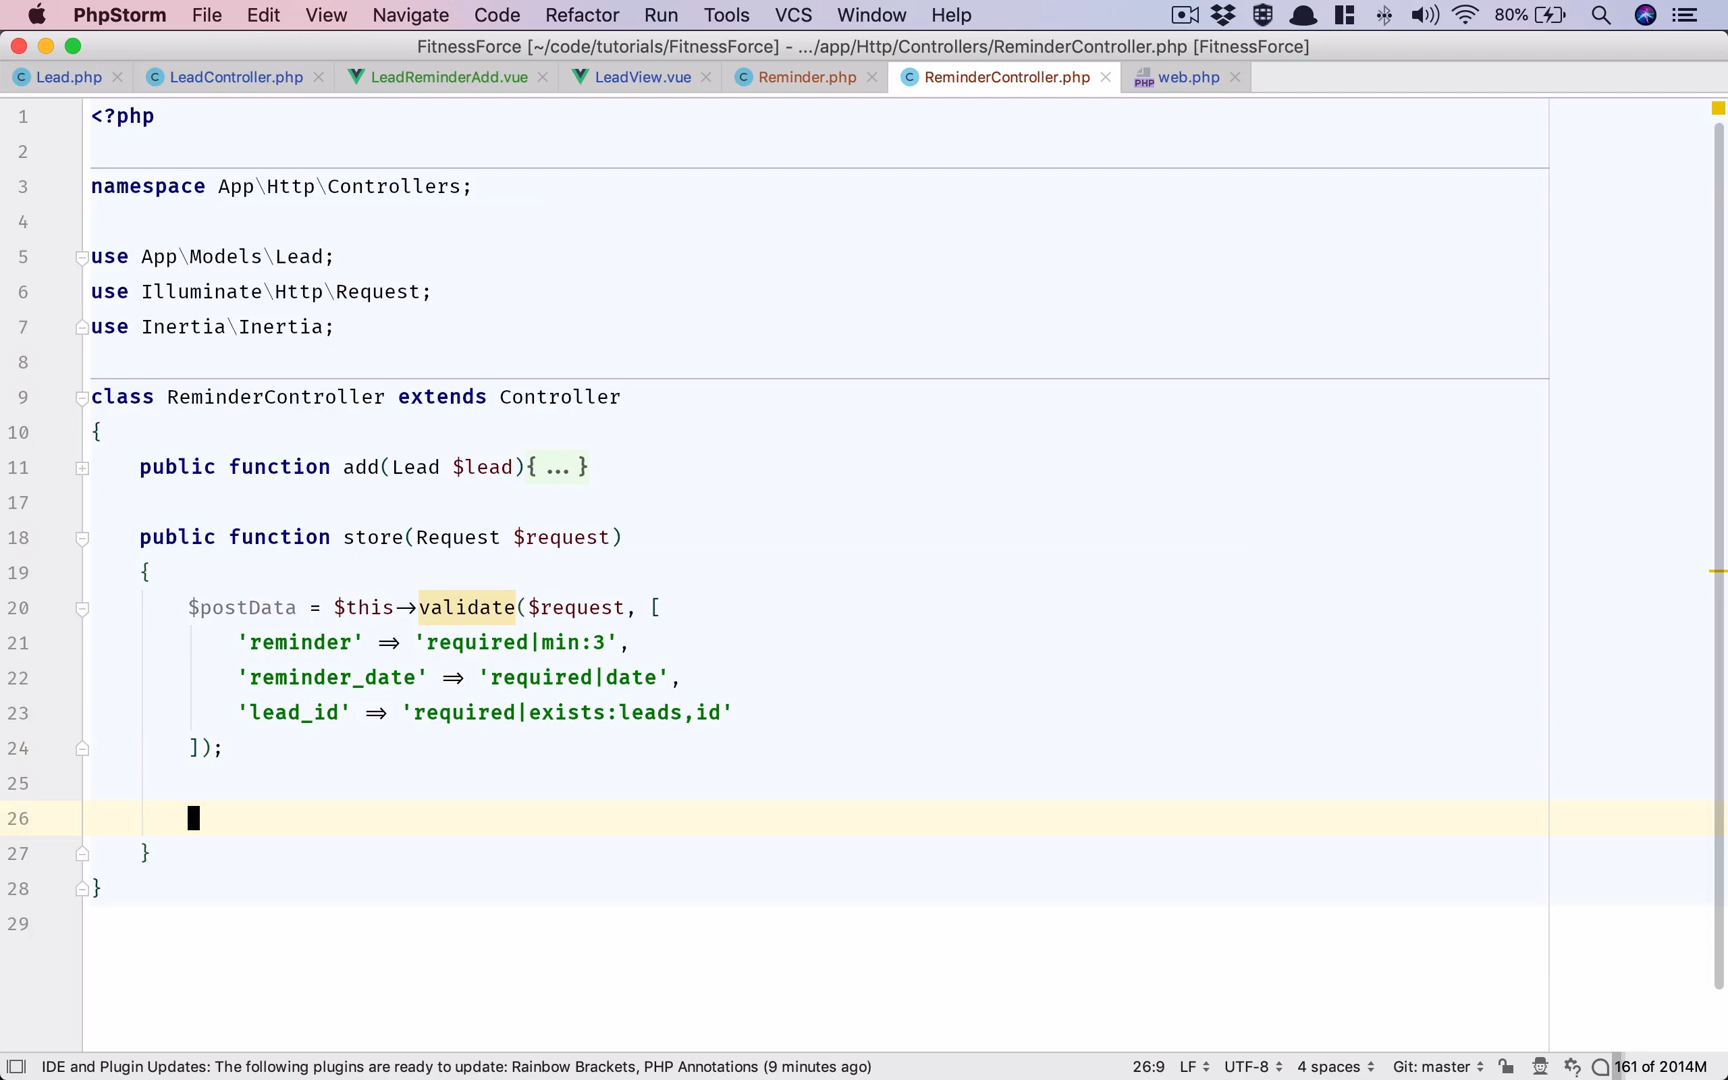 PhpStorm File Edit View Navigate Code Refactor Run Tools VCS Window Help 80%
FitnessForce [~/code/tutorials/FitnessForce] - .../app/Http/Controllers/ReminderController.php [FitnessForce]
Lead.php LeadController.php LeadReminderAdd.vue LeadView.vue Reminder.php ReminderController.php web.php
1 <?php
2
3 namespace App\Http\Controllers;
4
5 use App\Models\Lead;
6 use Illuminate\Http\Request;
7 use Inertia\Inertia;
8
9 class ReminderController extends Controller
10 {
11 public function add(Lead $lead){...}
17
18 public function store(Request $request)
19 {
20 $postData = $this→validate($request, [
21 'reminder' ⇒ 'required|min:3',
22 'reminder_date' ⇒ 'required|date',
23 'lead_id' ⇒ 'required|exists:leads,id'
24 ]);
25
26
27 }
28 }
29
IDE and Plugin Updates: The following plugins are ready to update: Rainbow Brackets, PHP Annotations (9 minutes ago) 26:9 LF UTF-8 4 spaces Git: master 161 of 2014M